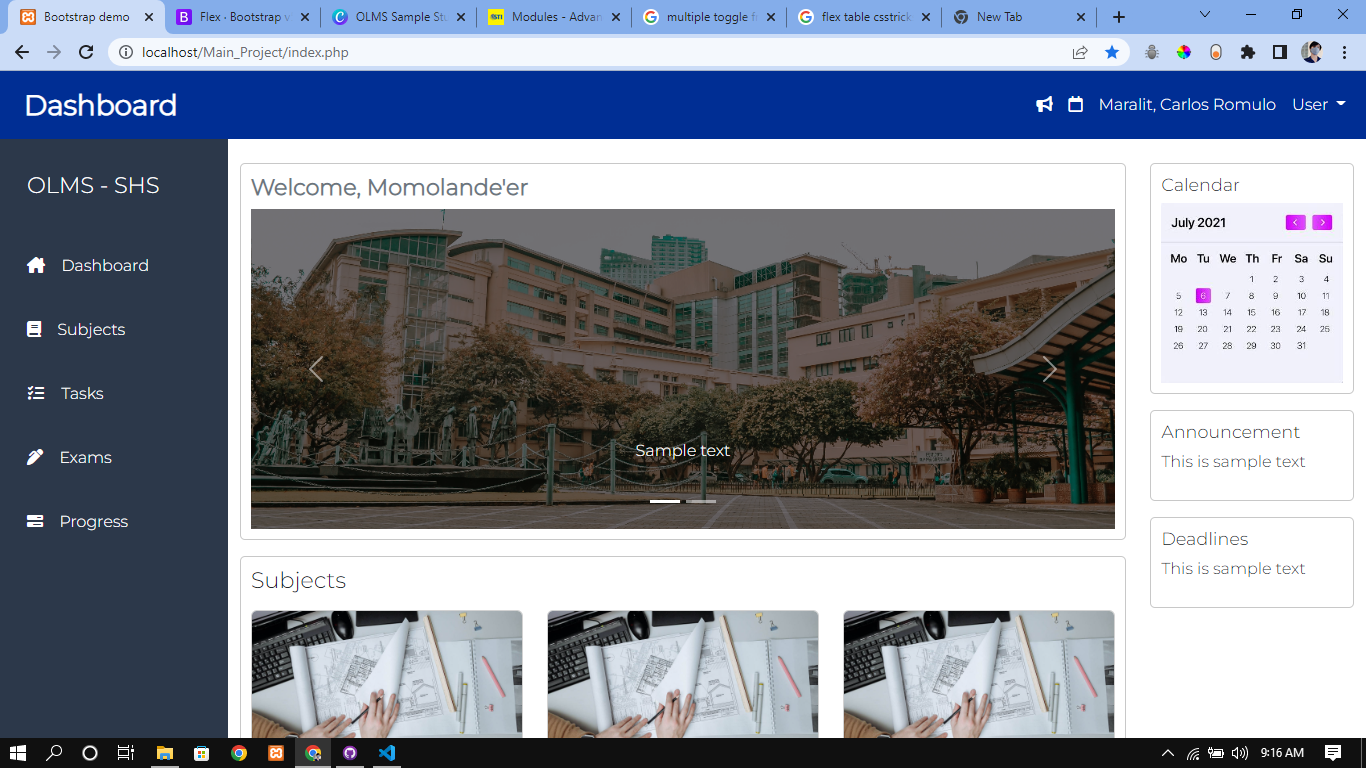 Bootstrap demo
Flex · Bootstrap v
OLMS Sample Stu
STI Modules - Advan
multiple toggle f
flex table csstrick
New Tab
localhost/Main_Project/index.php
Dashboard
Maralit, Carlos Romulo User
OLMS - SHS
Dashboard
Subjects
Tasks
Exams
Progress
Welcome, Momolande'er
Sample text
Subjects
Calendar
July 2021
Mo Tu We Th Fr Sa Su
1 2 3 4
5 6 7 8 9 10 11
12 13 14 15 16 17 18
19 20 21 22 23 24 25
26 27 28 29 30 31
Announcement
This is sample text
Deadlines
This is sample text
9:16 AM